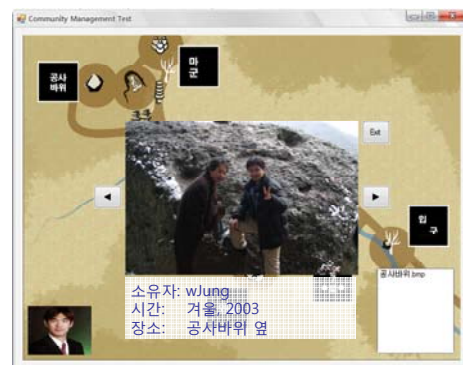 Community Management Test
공사
바위
마
군
Exit
◄
►
입
구
공사바위.bmp
소유자: wJung
시간: 겨울, 2003
장소: 공사바위 옆